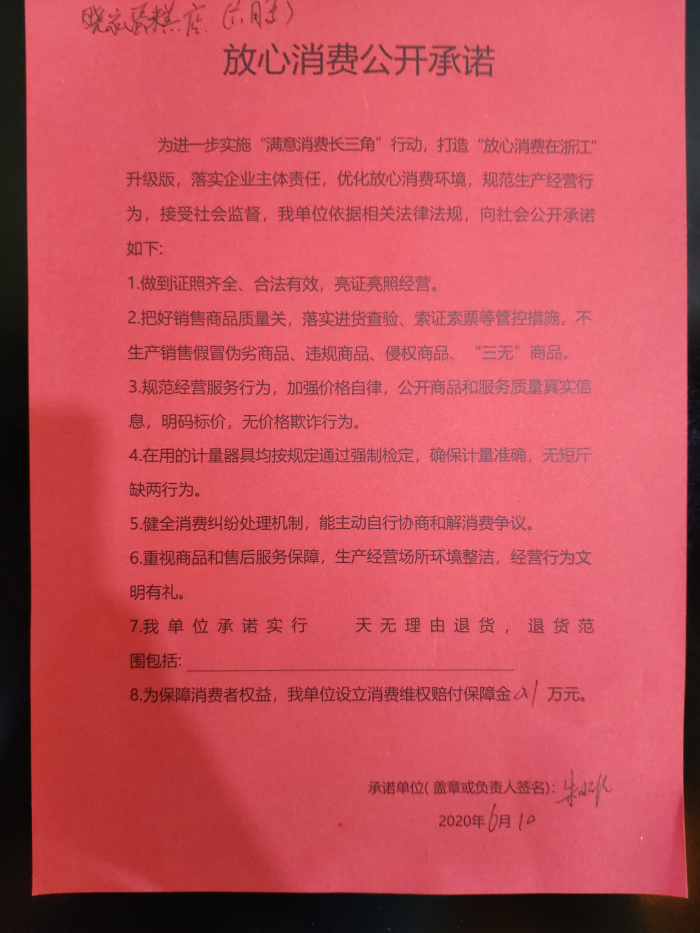 蛋糕店
放心消费公开承诺
为进一步实施“满意消费长三角”行动，打造“放心消费在浙江”
升级版，落实企业主体责任，优化放心消费环境，规范生产经营行
为，接受社会监督，我单位依据相关法律法规，向社会公开承诺
如下:
1.做到证照齐全、合法有效，亮证亮照经营。
2.把好销售商品质量关，落实进货查验、索证索票等管控措施，不
生产销售假冒伪劣商品、违规商品、侵权商品、“三无”商品。
3.规范经营服务行为，加强价格自律，公开商品和服务质量真实信
息，明码标价，无价格欺诈行为。
4.在用的计量器具均按规定通过强制检定，确保计量准确，无短斤
缺两行为。
5.健全消费纠纷处理机制，能主动自行协商和解消费争议。
6.重视商品和售后服务保障，生产经营场所环境整洁，经营行为文
明有礼。
7.我单位承诺实行 天无理由退货，退货范
围包括:
8.为保障消费者权益，我单位设立消费维权赔付保障金 万元。
承诺单位(盖章或负责人签名):
2020年6月10